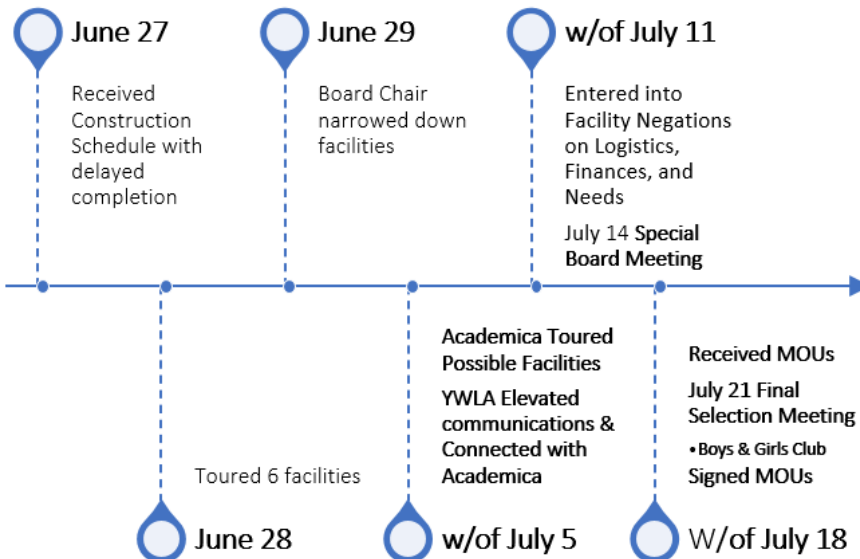 June 27
Received
Construction
Schedule with
delayed
completion
June 29
Board Chair
narrowed down
facilities
w/of July 11
Entered into
Facility Negations
on Logistics,
Finances, and
Needs
July 14 Special
Board Meeting
Toured 6 facilities
June 28
Academica Toured
Possible Facilities
YWLA Elevated
communications &
Connected with
Academica
w/of July 5
Received MOUs
July 21 Final
Selection Meeting
• Boys & Girls Club
Signed MOUs
W/of July 18